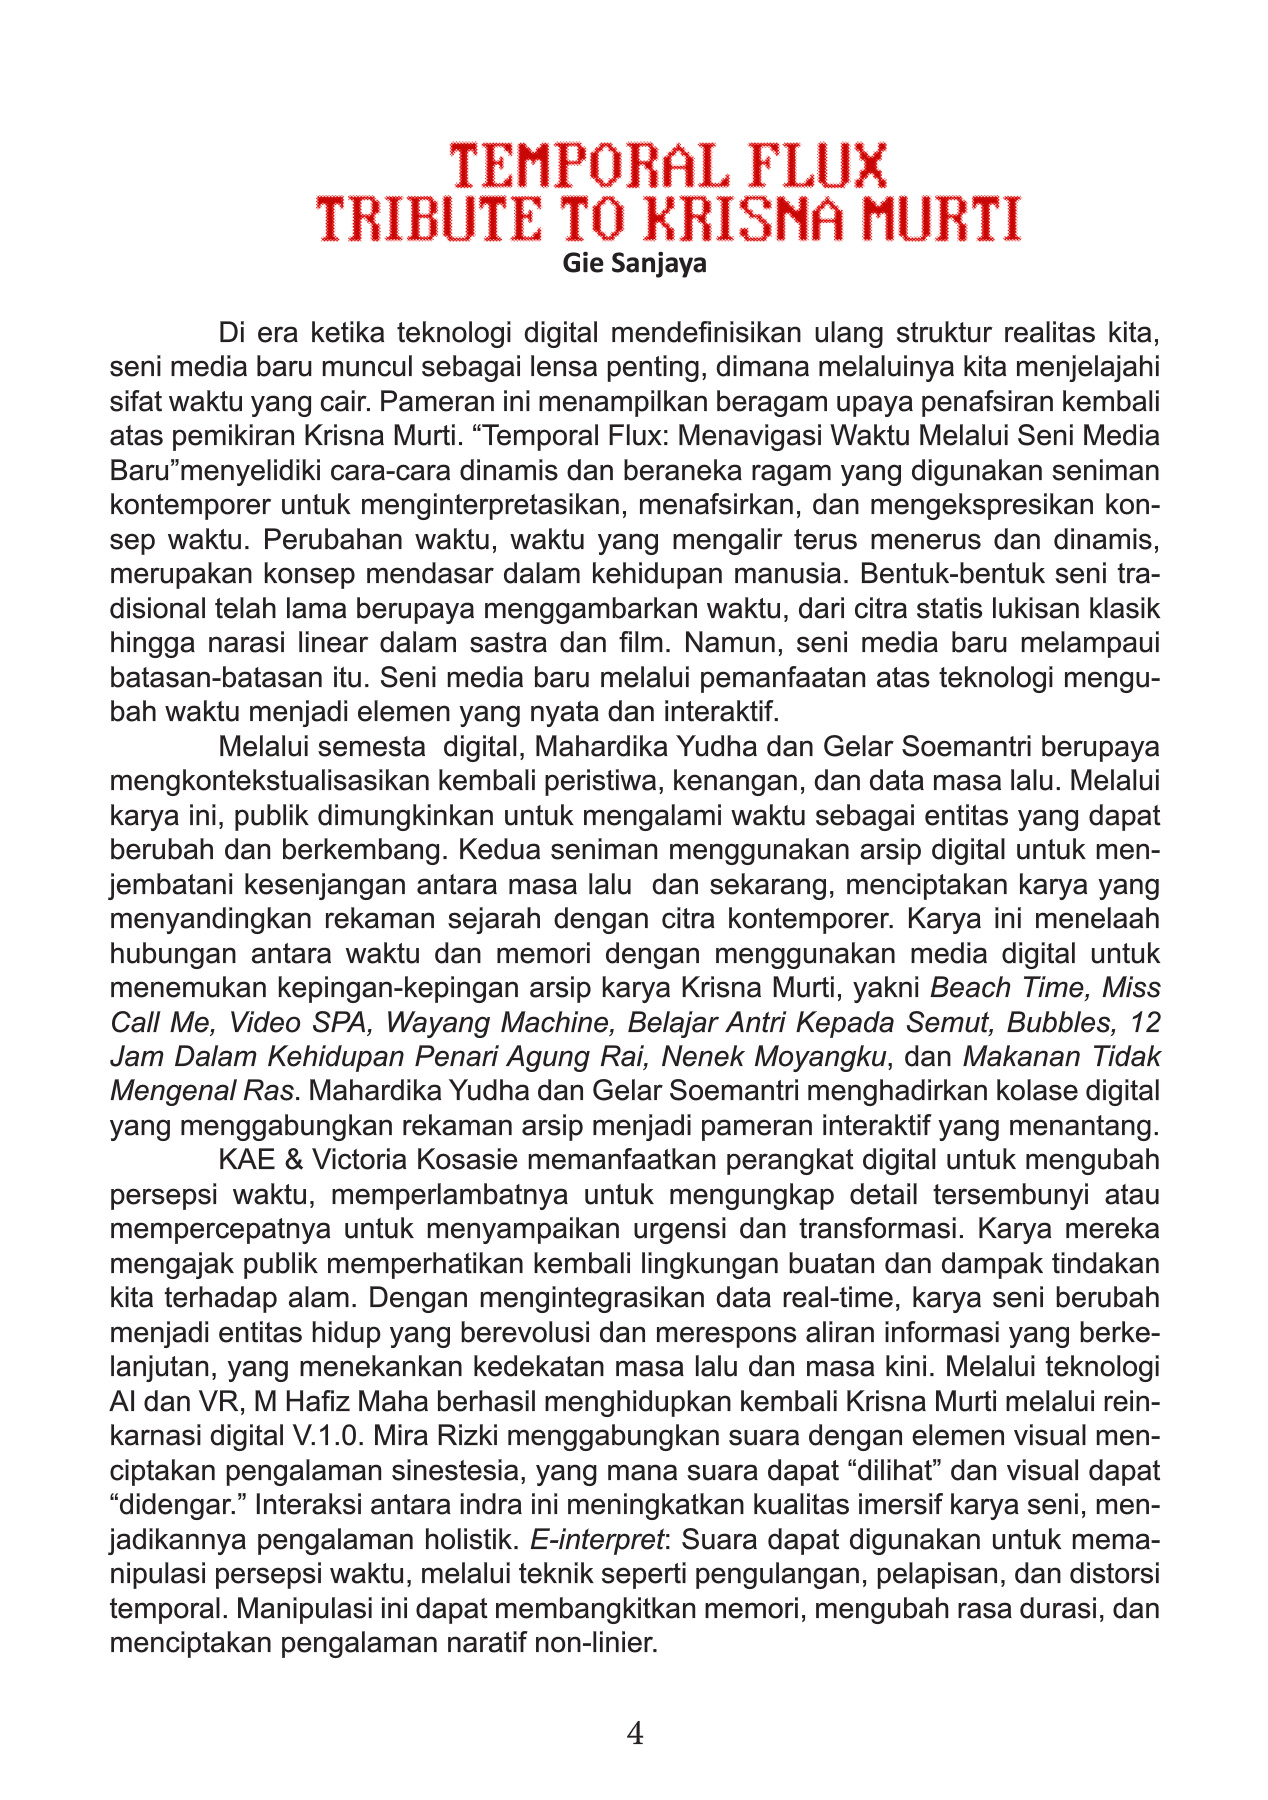 TEMPORAL FLUX
TRIBUTE TO KRISNA MURTI
Gie Sanjaya
Di era ketika teknologi digital mendefinisikan ulang struktur realitas kita,
seni media baru muncul sebagai lensa penting, dimana melaluinya kita menjelajahi
sifat waktu yang cair. Pameran ini menampilkan beragam upaya penafsiran kembali
atas pemikiran Krisna Murti. “Temporal Flux: Menavigasi Waktu Melalui Seni Media
Baru”menyelidiki cara-cara dinamis dan beraneka ragam yang digunakan seniman
kontemporer untuk menginterpretasikan, menafsirkan, dan mengekspresikan kon-
sep waktu. Perubahan waktu, waktu yang mengalir terus menerus dan dinamis,
merupakan konsep mendasar dalam kehidupan manusia. Bentuk-bentuk seni tra-
disional telah lama berupaya menggambarkan waktu, dari citra statis lukisan klasik
hingga narasi linear dalam sastra dan film. Namun, seni media baru melampaui
batasan-batasan itu. Seni media baru melalui pemanfaatan atas teknologi mengu-
bah waktu menjadi elemen yang nyata dan interaktif.
Melalui semesta  digital, Mahardika Yudha dan Gelar Soemantri berupaya
mengkontekstualisasikan kembali peristiwa, kenangan, dan data masa lalu. Melalui
karya ini, publik dimungkinkan untuk mengalami waktu sebagai entitas yang dapat
berubah dan berkembang. Kedua seniman menggunakan arsip digital untuk men-
jembatani kesenjangan antara masa lalu  dan sekarang, menciptakan karya yang
menyandingkan rekaman sejarah dengan citra kontemporer. Karya ini menelaah
hubungan antara waktu dan memori dengan menggunakan media digital untuk
menemukan kepingan-kepingan arsip karya Krisna Murti, yakni Beach Time, Miss
Call Me, Video SPA, Wayang Machine, Belajar Antri Kepada Semut, Bubbles, 12
Jam Dalam Kehidupan Penari Agung Rai, Nenek Moyangku, dan Makanan Tidak
Mengenal Ras. Mahardika Yudha dan Gelar Soemantri menghadirkan kolase digital
yang menggabungkan rekaman arsip menjadi pameran interaktif yang menantang.
KAE & Victoria Kosasie memanfaatkan perangkat digital untuk mengubah
persepsi waktu, memperlambatnya untuk mengungkap detail tersembunyi atau
mempercepatnya untuk menyampaikan urgensi dan transformasi. Karya mereka
mengajak publik memperhatikan kembali lingkungan buatan dan dampak tindakan
kita terhadap alam. Dengan mengintegrasikan data real-time, karya seni berubah
menjadi entitas hidup yang berevolusi dan merespons aliran informasi yang berke-
lanjutan, yang menekankan kedekatan masa lalu dan masa kini. Melalui teknologi
AI dan VR, M Hafiz Maha berhasil menghidupkan kembali Krisna Murti melalui rein-
karnasi digital V.1.0. Mira Rizki menggabungkan suara dengan elemen visual men-
ciptakan pengalaman sinestesia, yang mana suara dapat “dilihat” dan visual dapat
“didengar.” Interaksi antara indra ini meningkatkan kualitas imersif karya seni, men-
jadikannya pengalaman holistik. E-interpret: Suara dapat digunakan untuk mema-
nipulasi persepsi waktu, melalui teknik seperti pengulangan, pelapisan, dan distorsi
temporal. Manipulasi ini dapat membangkitkan memori, mengubah rasa durasi, dan
menciptakan pengalaman naratif non-linier.
4